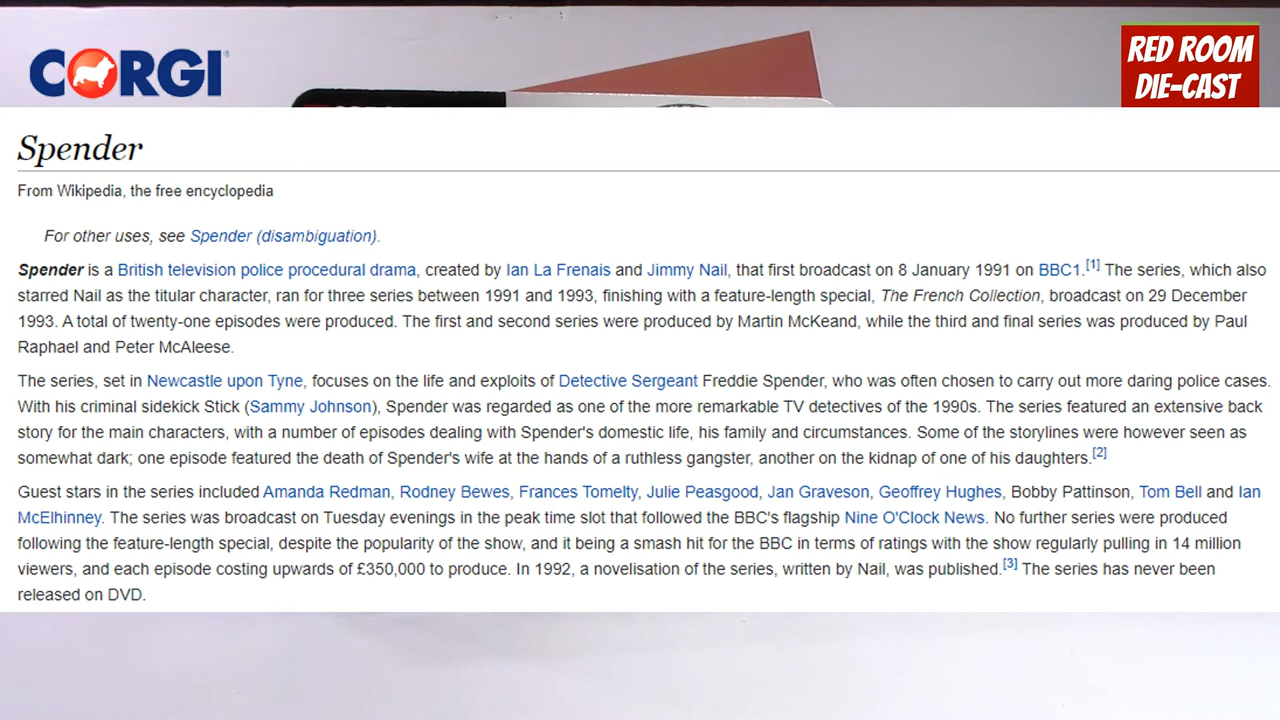 CORGI
RED ROOM
DIE-CAST
Spender
From Wikipedia, the free encyclopedia
For other uses, see Spender (disambiguation).
Spender is a British television police procedural drama, created by Ian La Frenais and Jimmy Nail, that first broadcast on 8 January 1991 on BBC1.[1] The series, which also
starred Nail as the titular character, ran for three series between 1991 and 1993, finishing with a feature-length special, The French Collection, broadcast on 29 December
1993. A total of twenty-one episodes were produced. The first and second series were produced by Martin McKeand, while the third and final series was produced by Paul
Raphael and Peter McAleese.
The series, set in Newcastle upon Tyne, focuses on the life and exploits of Detective Sergeant Freddie Spender, who was often chosen to carry out more daring police cases.
With his criminal sidekick Stick (Sammy Johnson), Spender was regarded as one of the more remarkable TV detectives of the 1990s. The series featured an extensive back
story for the main characters, with a number of episodes dealing with Spender's domestic life, his family and circumstances. Some of the storylines were however seen as
somewhat dark; one episode featured the death of Spender's wife at the hands of a ruthless gangster, another on the kidnap of one of his daughters.[2]
Guest stars in the series included Amanda Redman, Rodney Bewes, Frances Tomelty, Julie Peasgood, Jan Graveson, Geoffrey Hughes, Bobby Pattinson, Tom Bell and Ian
McElhinney. The series was broadcast on Tuesday evenings in the peak time slot that followed the BBC's flagship Nine O'Clock News. No further series were produced
following the feature-length special, despite the popularity of the show, and it being a smash hit for the BBC in terms of ratings with the show regularly pulling in 14 million
viewers, and each episode costing upwards of £350,000 to produce. In 1992, a novelisation of the series, written by Nail, was published.[3] The series has never been
released on DVD.